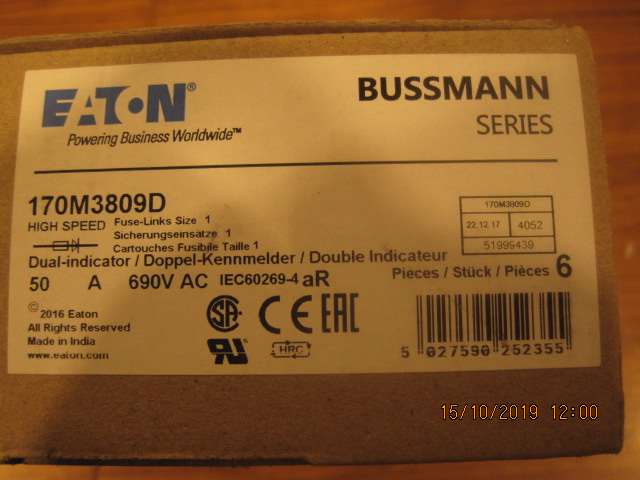 EATON®
Powering Business Worldwide™
BUSSMANN
SERIES
170M3809D
HIGH SPEED Fuse-Links Size 1
Sicherungseinsatze 1
Cartouches Fusibile Taille 1
Dual-indicator / Doppel-Kennmelder / Double Indicateur
50 A 690V AC IEC60269-4 aR
170M3809D
22.12.17 4052
51999439
Pieces / Stück / Pièces 6
© 2016 Eaton
All Rights Reserved
Made in India
www.eaton.com
SA CE EAC
UR HRC
5 027590 252355
15/10/2019 12:00